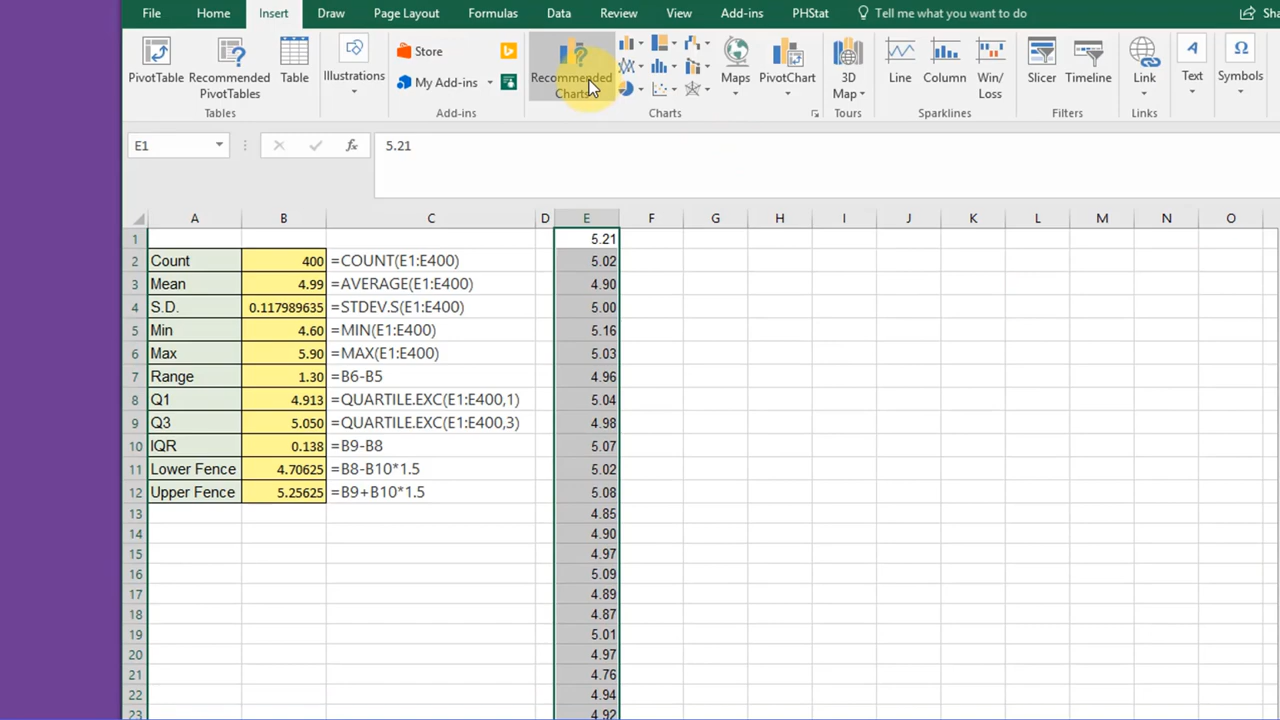 File Home Insert Draw Page Layout Formulas Data Review View Add-ins PHStat Tell me what you want to do Sha
PivotTable Recommended PivotTables Table Illustrations Store My Add-ins Recommended Charts Maps PivotChart 3D Map Line Column Win/ Loss Slicer Timeline Link Text Symbols
Tables Add-ins Charts Tours Sparklines Filters Links
E1 fx 5.21
A B C D E F G H I J K L M N O
1 5.21
2 Count 400 =COUNT(E1:E400) 5.02
3 Mean 4.99 =AVERAGE(E1:E400) 4.90
4 S.D. 0.117989635 =STDEV.S(E1:E400) 5.00
5 Min 4.60 =MIN(E1:E400) 5.16
6 Max 5.90 =MAX(E1:E400) 5.03
7 Range 1.30 =B6-B5 4.96
8 Q1 4.913 =QUARTILE.EXC(E1:E400,1) 5.04
9 Q3 5.050 =QUARTILE.EXC(E1:E400,3) 4.98
10 IQR 0.138 =B9-B8 5.07
11 Lower Fence 4.70625 =B8-B10*1.5 5.02
12 Upper Fence 5.25625 =B9+B10*1.5 5.08
13 4.85
14 4.90
15 4.97
16 5.09
17 4.89
18 4.87
19 5.01
20 4.97
21 4.76
22 4.94
23 4.92